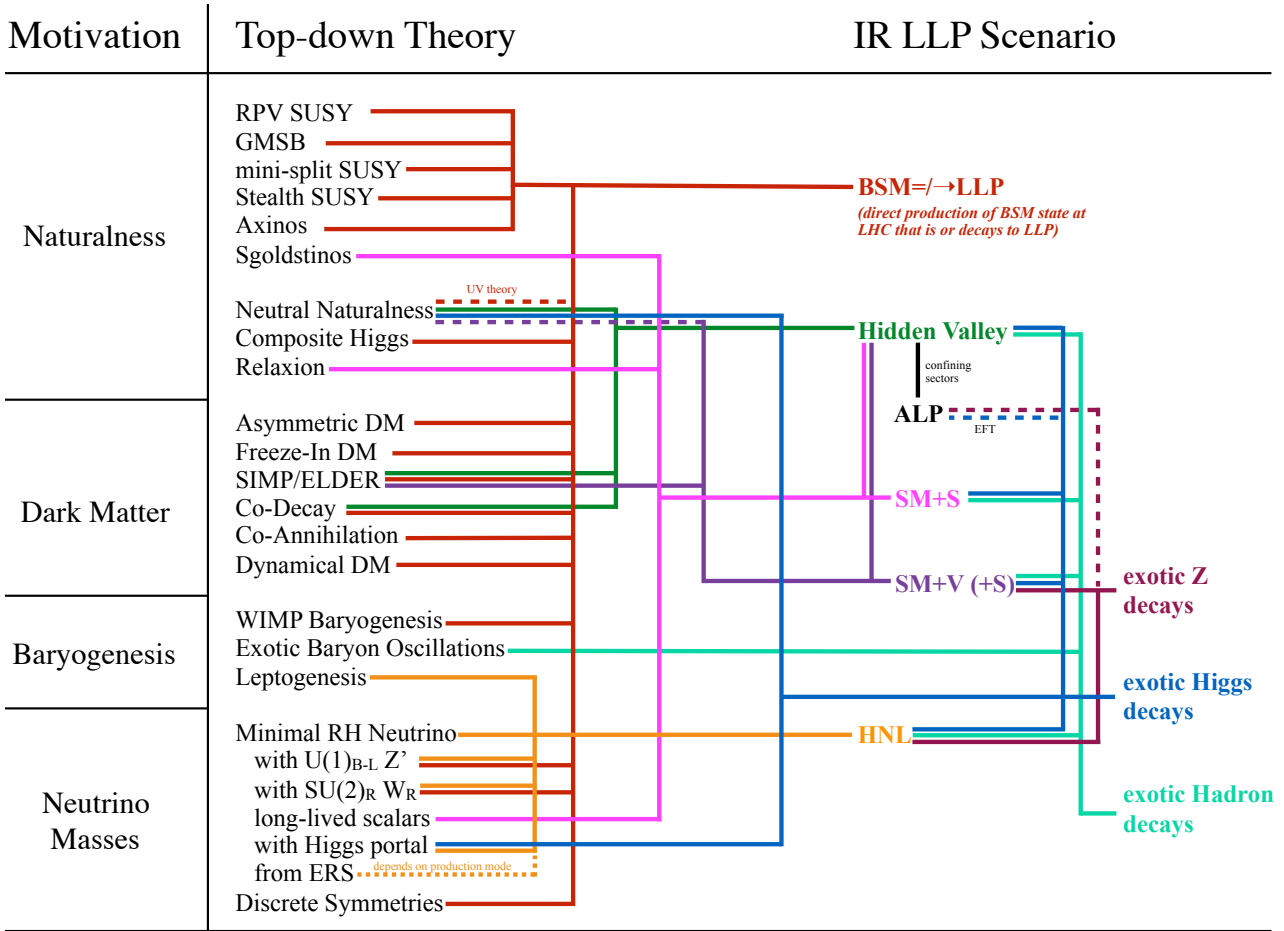 Motivation
Top-down Theory
IR LLP Scenario
Naturalness
RPV SUSY
GMSB
mini-split SUSY
Stealth SUSY
Axinos
Sgoldstinos
BSM=/→LLP
(direct production of BSM state at
LHC that is or decays to LLP)
UV theory
Neutral Naturalness
Composite Higgs
Relaxion
Hidden Valley
confining
sectors
ALP
EFT
Dark Matter
Asymmetric DM
Freeze-In DM
SIMP/ELDER
Co-Decay
Co-Annihilation
Dynamical DM
SM+S
SM+V (+S)
exotic Z
decays
Baryogenesis
WIMP Baryogenesis
Exotic Baryon Oscillations
Leptogenesis
exotic Higgs
decays
Neutrino
Masses
Minimal RH Neutrino
with U(1)B-L Z’
with SU(2)R WR
long-lived scalars
with Higgs portal
from ERS
depends on production mode
Discrete Symmetries
HNL
exotic Hadron
decays